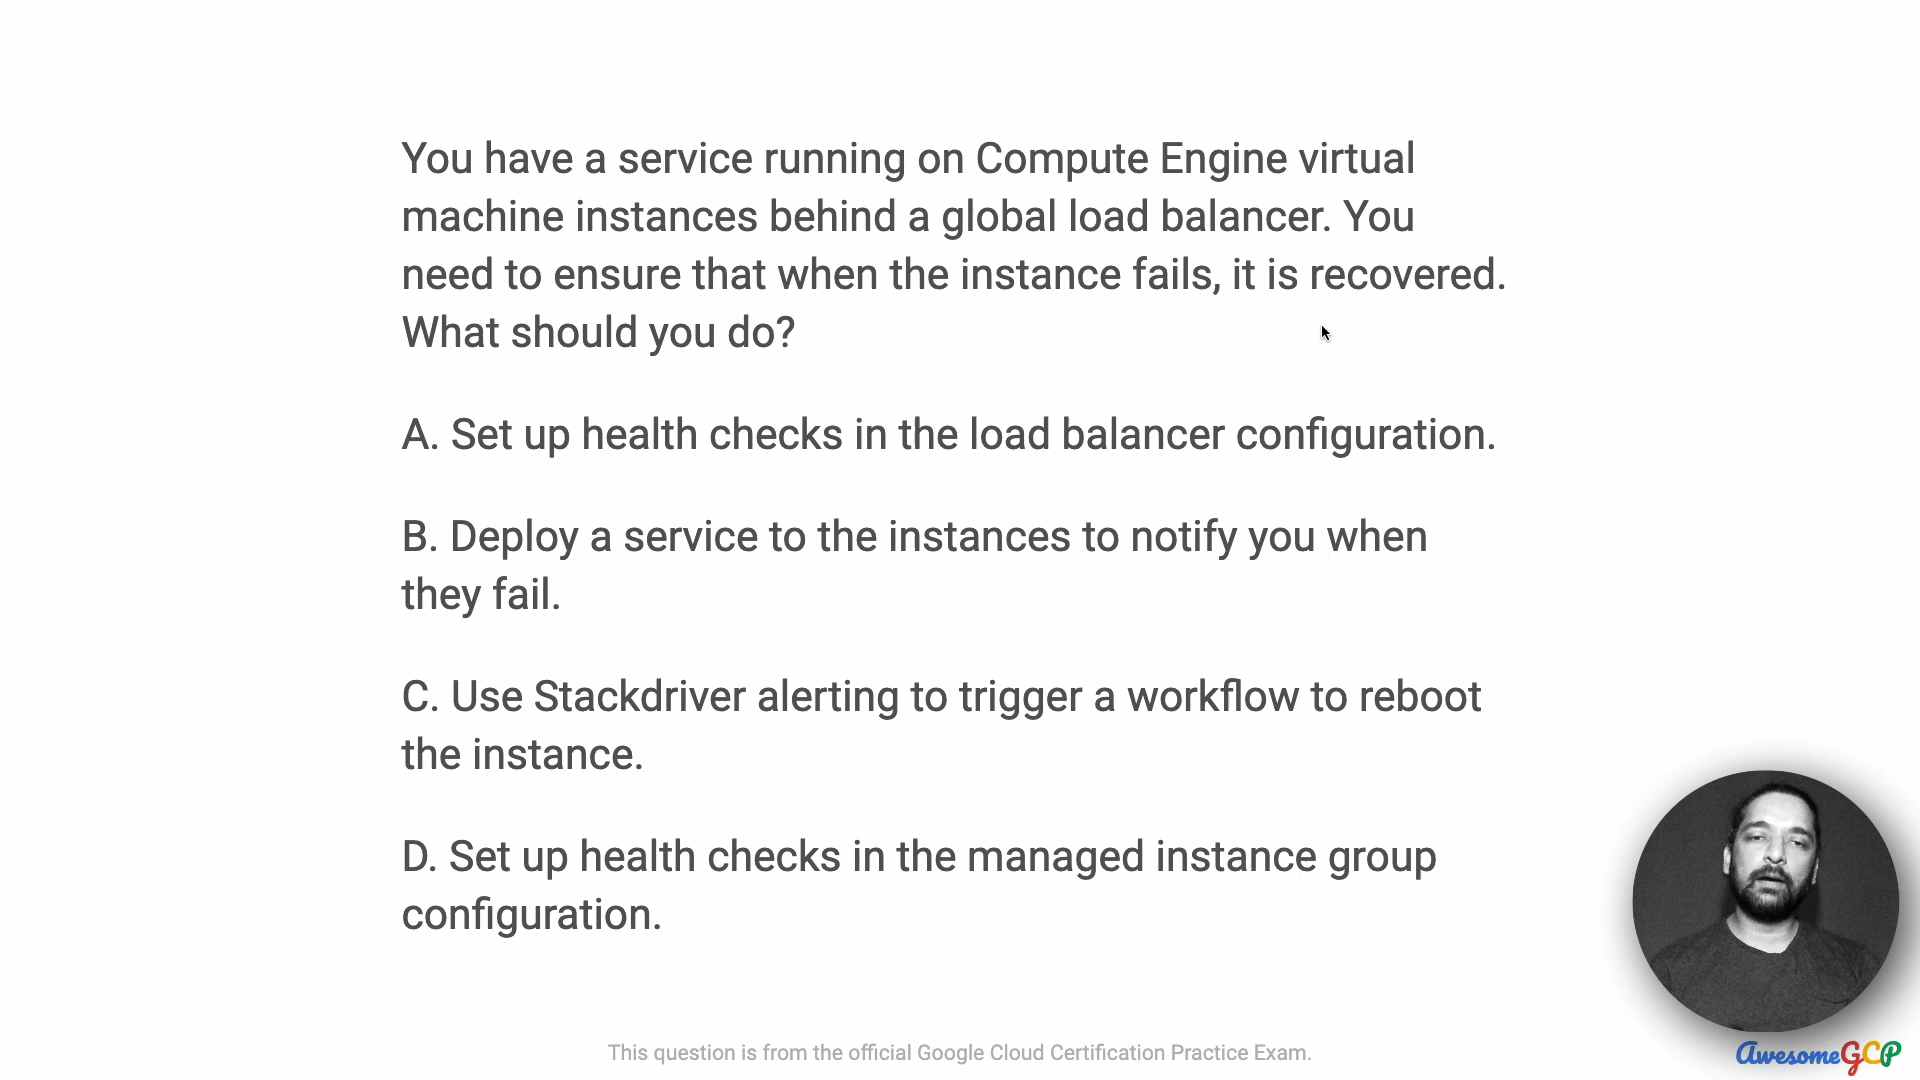 You have a service running on Compute Engine virtual
machine instances behind a global load balancer. You
need to ensure that when the instance fails, it is recovered.
What should you do?
A. Set up health checks in the load balancer configuration.
B. Deploy a service to the instances to notify you when
they fail.
C. Use Stackdriver alerting to trigger a workflow to reboot
the instance.
D. Set up health checks in the managed instance group
configuration.
This question is from the official Google Cloud Certification Practice Exam.
AwesomeGCP